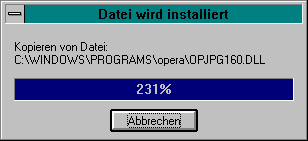 Datei wird installiert
Kopieren von Datei:
C:\WINDOWS\PROGRAMS\opera\OPJPG160.DLL
231%
Abbrechen